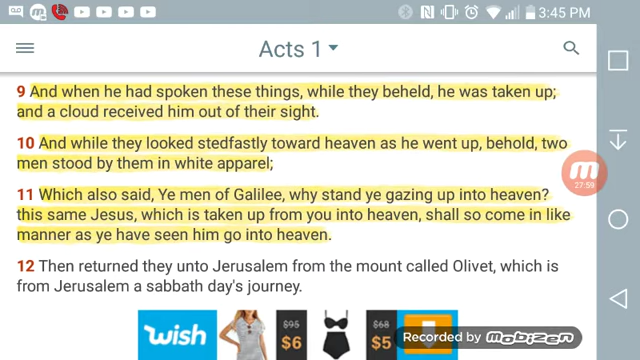 3:45 PM
Acts 1
9 And when he had spoken these things, while they beheld, he was taken up;
and a cloud received him out of their sight.
10 And while they looked stedfastly toward heaven as he went up, behold, two
men stood by them in white apparel;
27:59
11 Which also said, Ye men of Galilee, why stand ye gazing up into heaven?
this same Jesus, which is taken up from you into heaven, shall so come in like
manner as ye have seen him go into heaven.
12 Then returned they unto Jerusalem from the mount called Olivet, which is
from Jerusalem a sabbath day's journey.
wish $95 $6 $68 $5
Recorded by mobizen